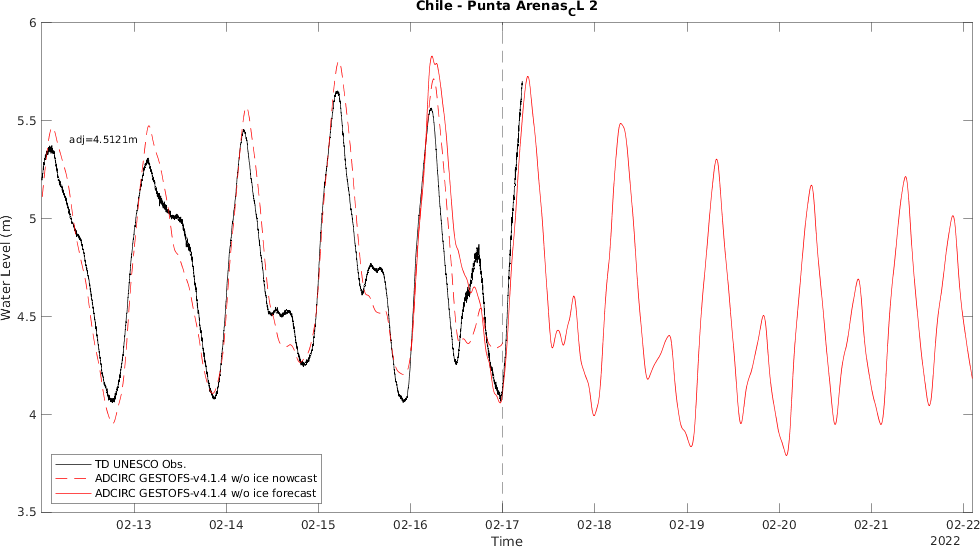 Chile - Punta ArenasCL 2
6
5.5
5
4.5
4
3.5
Water Level (m)
adj=4.5121m
TD UNESCO Obs.
ADCIRC GESTOFS-v4.1.4 w/o ice nowcast
ADCIRC GESTOFS-v4.1.4 w/o ice forecast
02-13 02-14 02-15 02-16 02-17 02-18 02-19 02-20 02-21 02-22
Time
2022